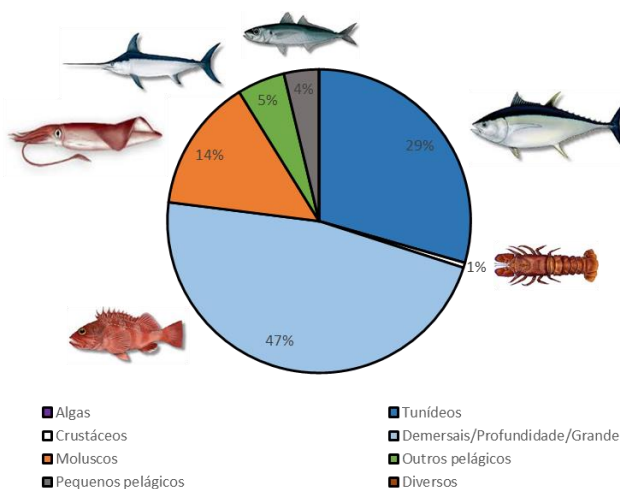 4%
5%
29%
14%
1%
47%
Algas
Tunídeos
Crustáceos
Demersais/Profundidade/Grande
Moluscos
Outros pelágicos
Pequenos pelágicos
Diversos